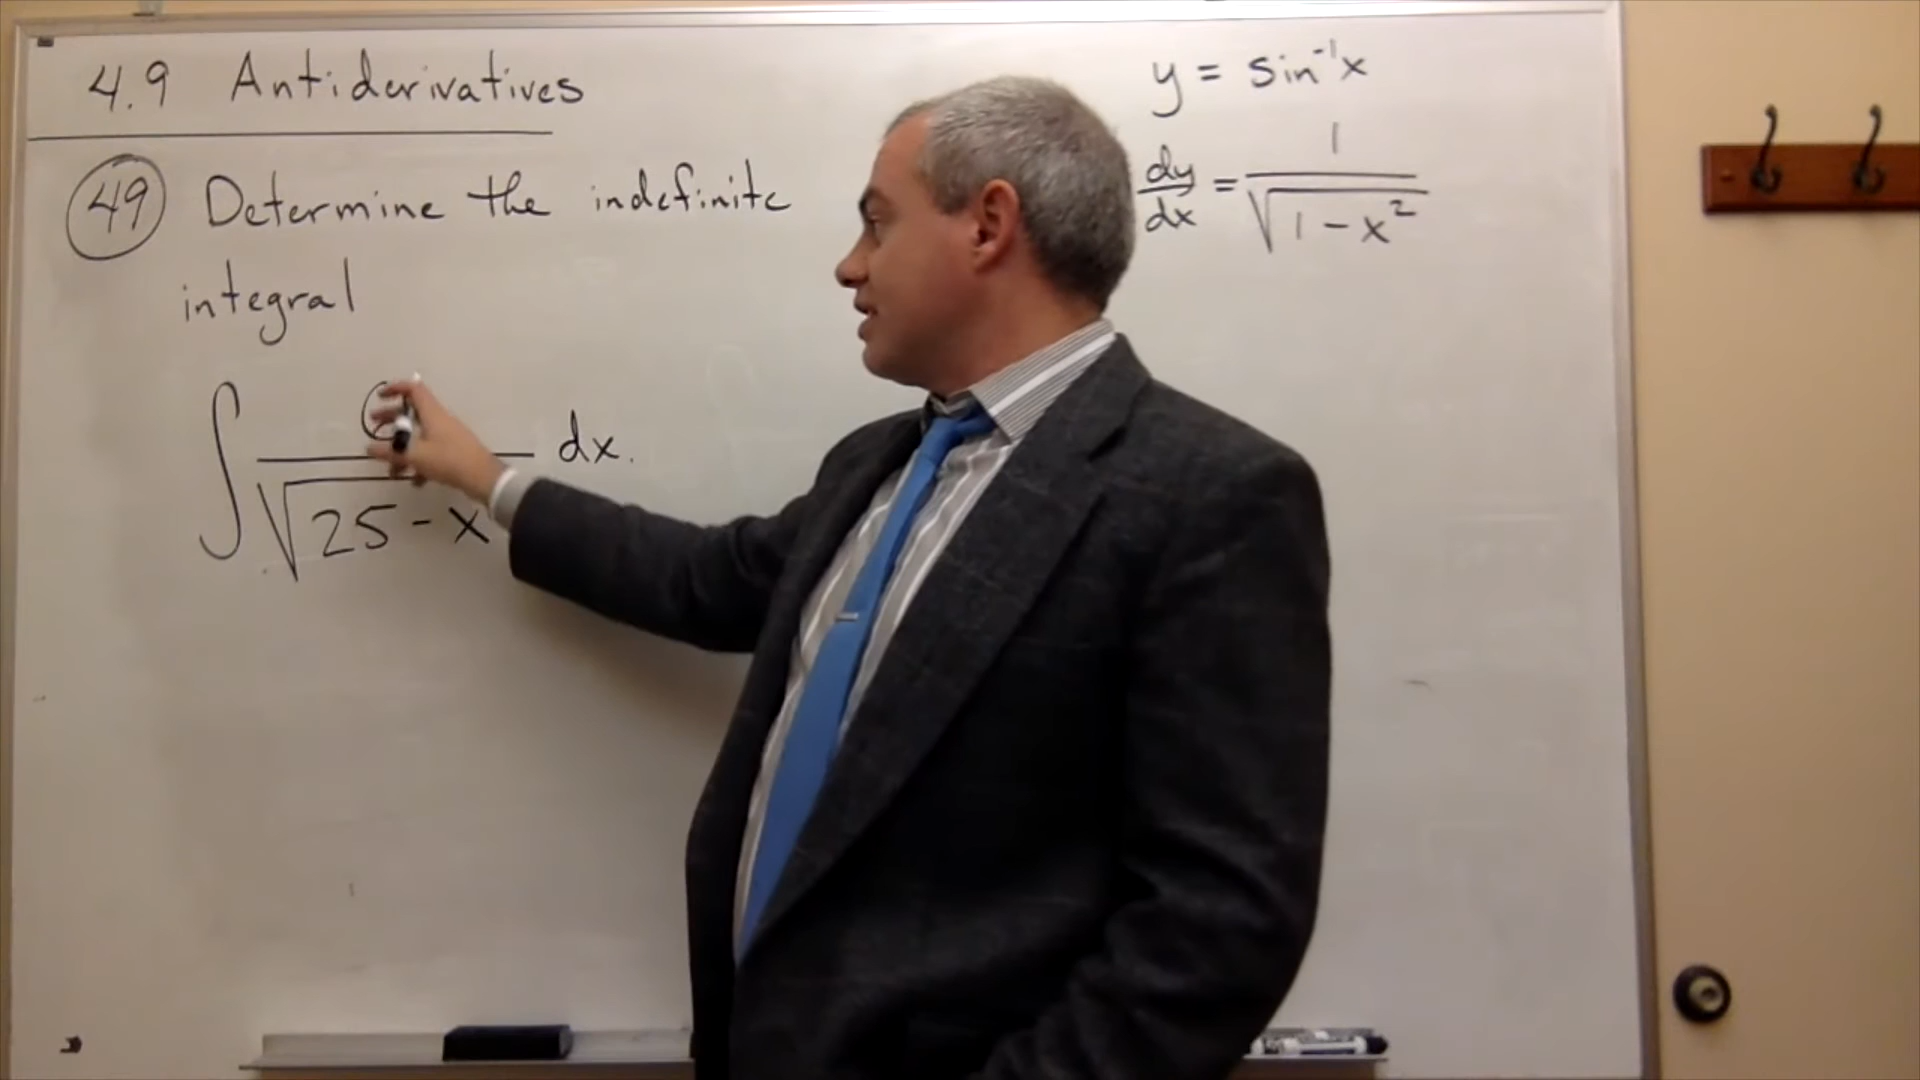 4.9 Antiderivatives
49 Determine the indefinite
integral
∫ / √25 - x dx.
y = sin⁻¹x
dy/dx = 1/√1 - x²